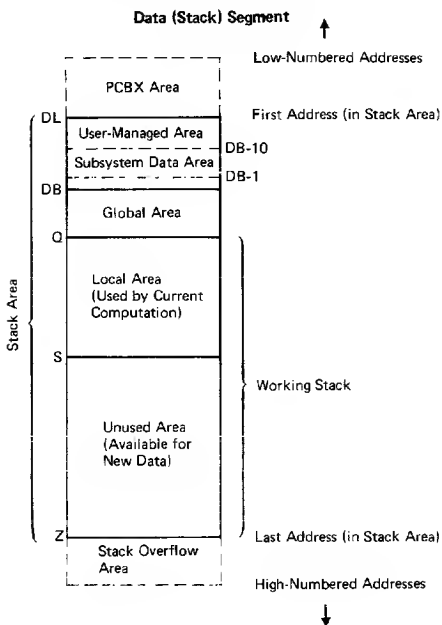 Data (Stack) Segment
Low-Numbered Addresses
PCBX Area
DL
First Address (in Stack Area)
User-Managed Area
DB-10
Subsystem Data Area
DB-1
DB
Global Area
Q
Local Area
(Used by Current
Computation)
Stack Area
S
Working Stack
Unused Area
(Available for
New Data)
Z
Last Address (in Stack Area)
Stack Overflow
Area
High-Numbered Addresses